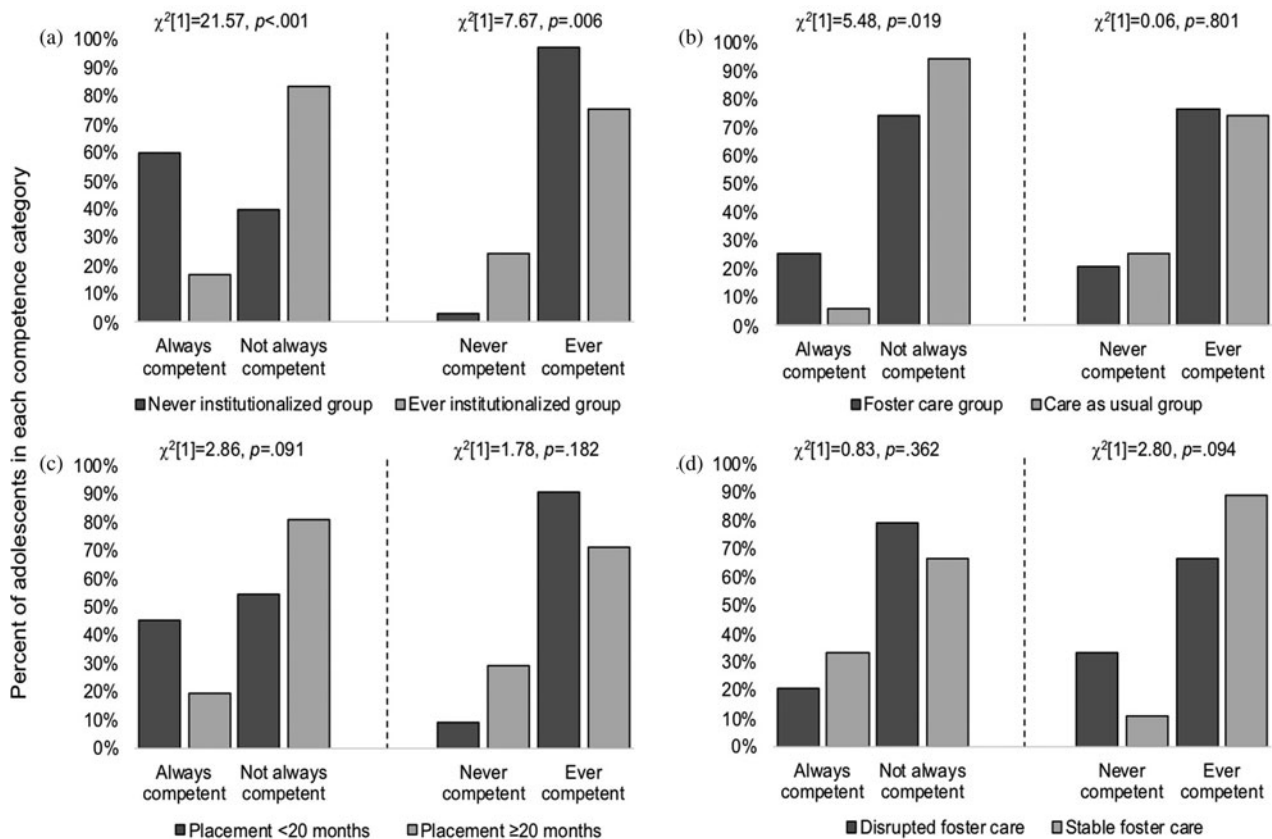 Percent of adolescents in each competence category
(a)
χ²[1]=21.57, p<.001
χ²[1]=7.67, p=.006
100%
90%
80%
70%
60%
50%
40%
30%
20%
10%
0%
Always competent
Not always competent
Never competent
Ever competent
Never institutionalized group
Ever institutionalized group
(b)
χ²[1]=5.48, p=.019
χ²[1]=0.06, p=.801
100%
90%
80%
70%
60%
50%
40%
30%
20%
10%
0%
Always competent
Not always competent
Never competent
Ever competent
Foster care group
Care as usual group
(c)
χ²[1]=2.86, p=.091
χ²[1]=1.78, p=.182
100%
90%
80%
70%
60%
50%
40%
30%
20%
10%
0%
Always competent
Not always competent
Never competent
Ever competent
Placement <20 months
Placement ≥20 months
.(d)
χ²[1]=0.83, p=.362
χ²[1]=2.80, p=.094
100%
90%
80%
70%
60%
50%
40%
30%
20%
10%
0%
Always competent
Not always competent
Never competent
Ever competent
Disrupted foster care
Stable foster care